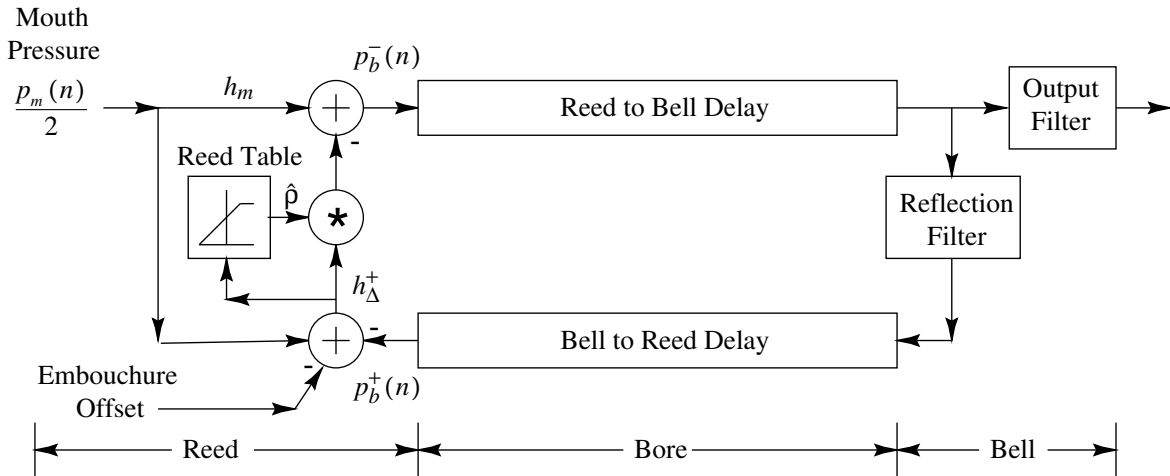 Mouth
Pressure
p_m(n)
2
h_m
+
p_b^-(n)
-
Reed to Bell Delay
Output
Filter
Reed Table
ρ̂
*
Reflection
Filter
h_Δ^+
+
-
-
Bell to Reed Delay
p_b^+(n)
Embouchure
Offset
Reed
Bore
Bell